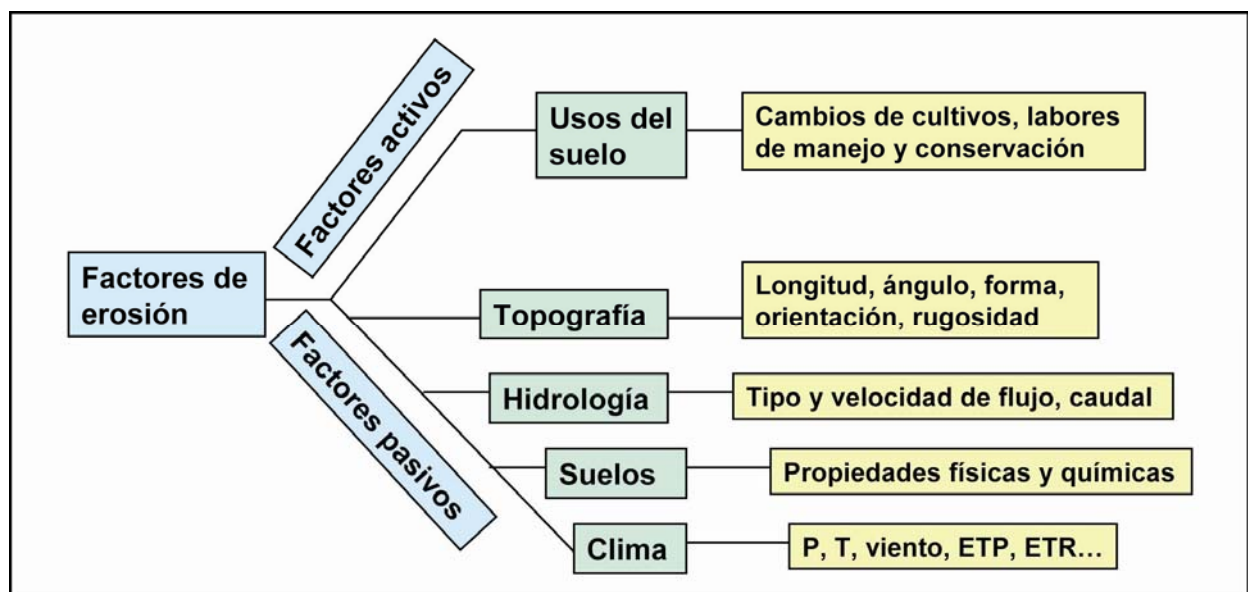 Factores de
erosión
Factores activos
Usos del
suelo
Cambios de cultivos, labores
de manejo y conservación
Factores pasivos
Topografía
Longitud, ángulo, forma,
orientación, rugosidad
Hidrología
Tipo y velocidad de flujo, caudal
Suelos
Propiedades físicas y químicas
Clima
P, T, viento, ETP, ETR…